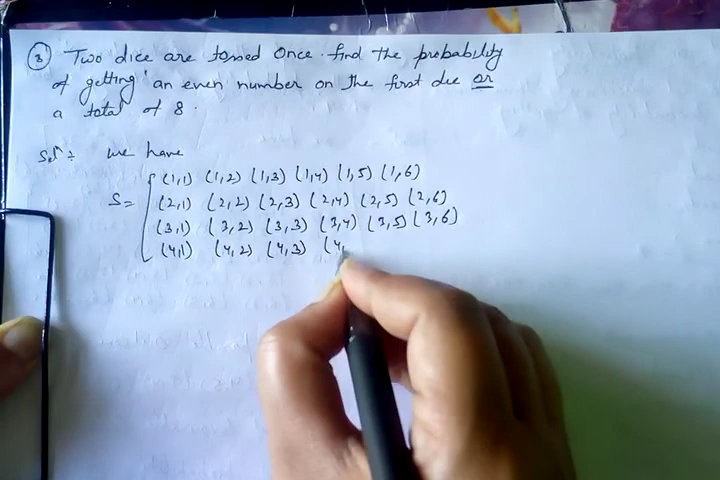 ③ Two dice are tossed once. find the probability
of getting an even number on the first die or
a total of 8.
Solⁿ: we have
S= { (1,1) (1,2) (1,3) (1,4) (1,5) (1,6)
(2,1) (2,2) (2,3) (2,4) (2,5) (2,6)
(3,1) (3,2) (3,3) (3,4) (3,5) (3,6)
(4,1) (4,2) (4,3) (4,